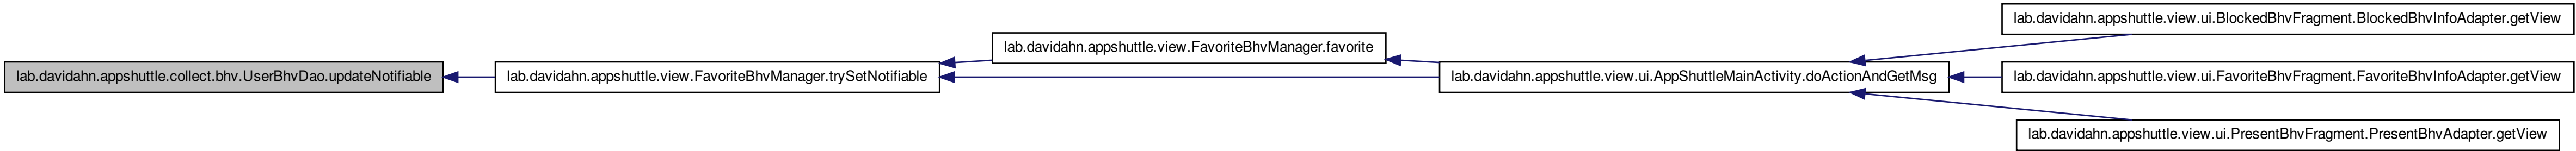 lab.davidahn.appshuttle.collect.bhv.UserBhvDao.updateNotifiable
lab.davidahn.appshuttle.view.FavoriteBhvManager.trySetNotifiable
lab.davidahn.appshuttle.view.FavoriteBhvManager.favorite
lab.davidahn.appshuttle.view.ui.AppShuttleMainActivity.doActionAndGetMsg
lab.davidahn.appshuttle.view.ui.BlockedBhvFragment.BlockedBhvInfoAdapter.getView
lab.davidahn.appshuttle.view.ui.FavoriteBhvFragment.FavoriteBhvInfoAdapter.getView
lab.davidahn.appshuttle.view.ui.PresentBhvFragment.PresentBhvAdapter.getView